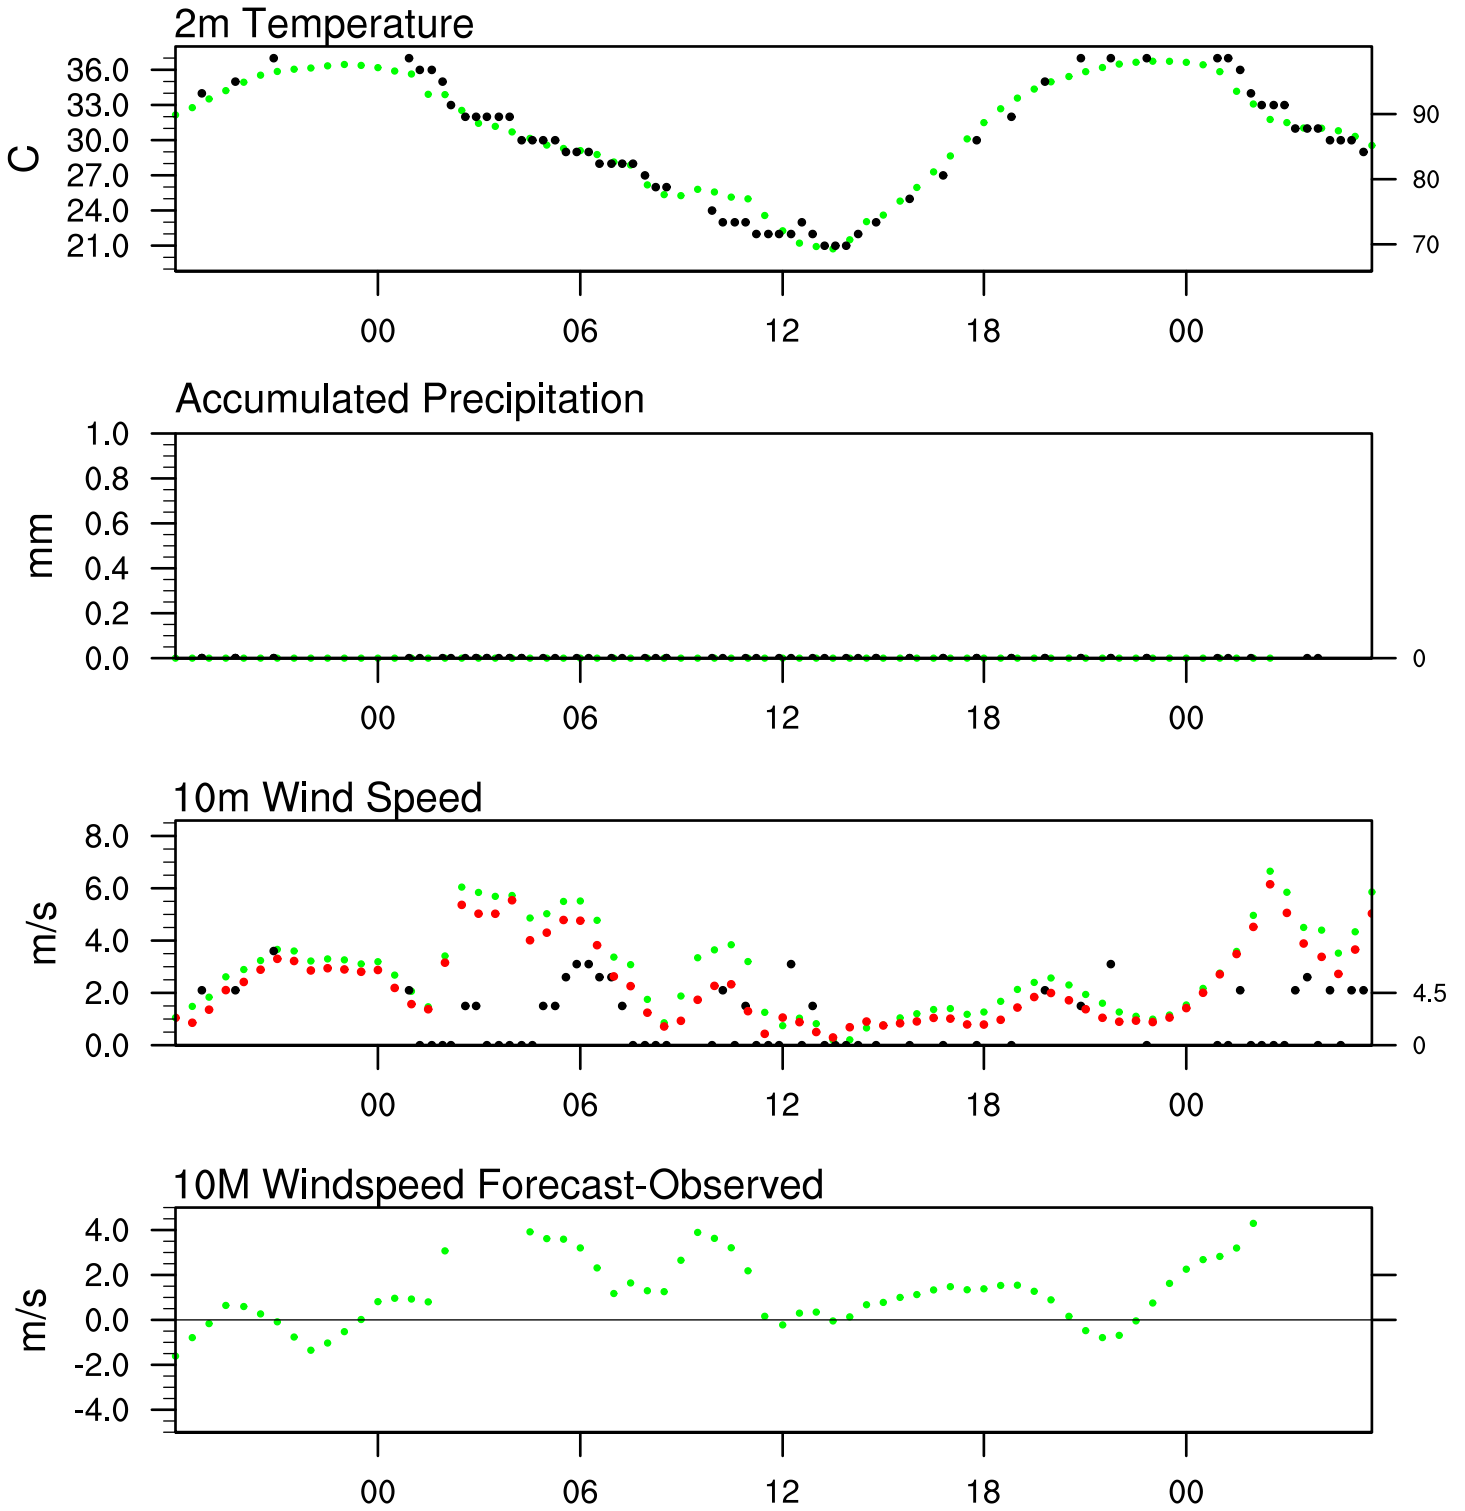 2m Temperature
36.0
33.0
30.0
27.0
24.0
21.0
C
90
80
70
00 06 12 18 00
Accumulated Precipitation
1.0
0.8
0.6
0.4
0.2
0.0
mm
0
00 06 12 18 00
10m Wind Speed
8.0
6.0
4.0
2.0
0.0
m/s
4.5
0
00 06 12 18 00
10M Windspeed Forecast-Observed
4.0
2.0
0.0
-2.0
-4.0
m/s
00 06 12 18 00